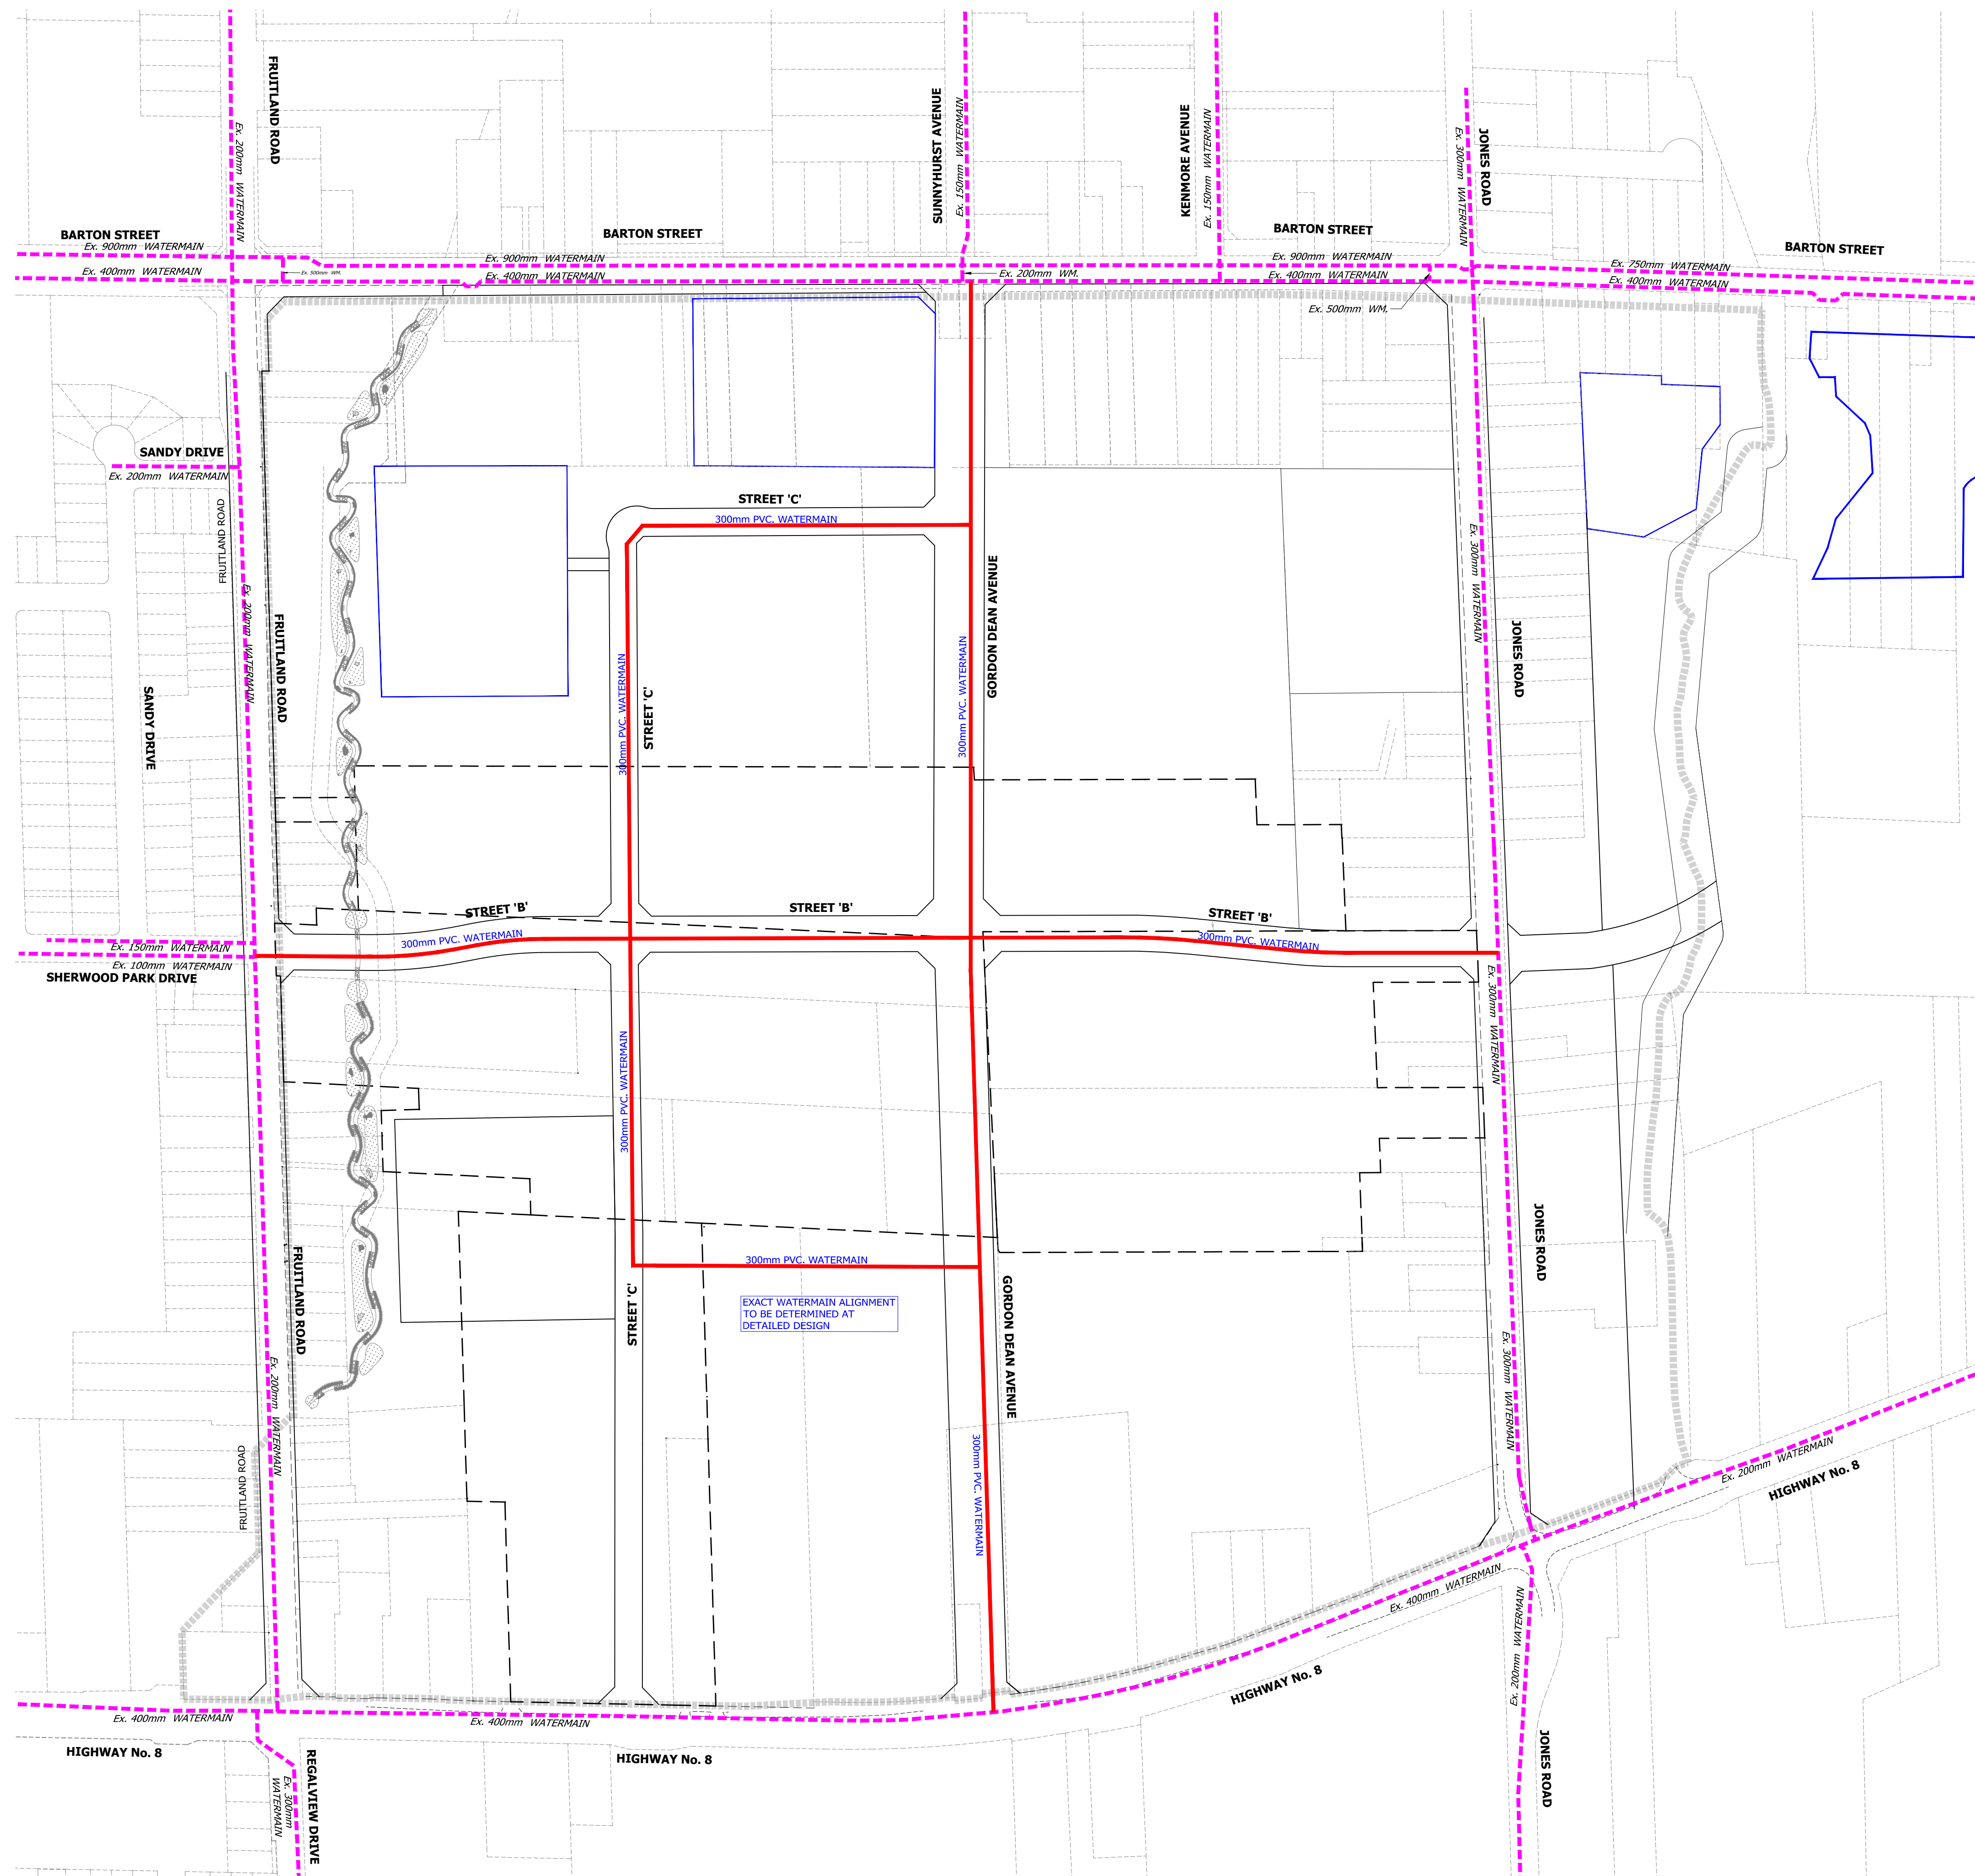 FRUITLAND ROAD
Ex. 200mm WATERMAIN
SUNNYHURST AVENUE
Ex. 150mm WATERMAIN
KENMORE AVENUE
Ex. 150mm WATERMAIN
Ex. 300mm WATERMAIN
JONES ROAD
BARTON STREET
Ex. 900mm WATERMAIN
Ex. 400mm WATERMAIN
Ex. 500mm WM.
BARTON STREET
Ex. 900mm WATERMAIN
Ex. 400mm WATERMAIN
Ex. 200mm WM.
BARTON STREET
Ex. 900mm WATERMAIN
Ex. 400mm WATERMAIN
Ex. 500mm WM.
BARTON STREET
Ex. 750mm WATERMAIN
Ex. 400mm WATERMAIN
SANDY DRIVE
Ex. 200mm WATERMAIN
FRUITLAND ROAD
Ex. 200mm WATERMAIN
FRUITLAND ROAD
SANDY DRIVE
STREET 'C'
300mm PVC. WATERMAIN
300mm PVC. WATERMAIN
STREET 'C'
300mm PVC. WATERMAIN
GORDON DEAN AVENUE
Ex. 300mm WATERMAIN
JONES ROAD
STREET 'B'
300mm PVC. WATERMAIN
STREET 'B'
STREET 'B'
300mm PVC. WATERMAIN
Ex. 150mm WATERMAIN
Ex. 100mm WATERMAIN
SHERWOOD PARK DRIVE
300mm PVC. WATERMAIN
Ex. 300mm WATERMAIN
JONES ROAD
FRUITLAND ROAD
300mm PVC. WATERMAIN
STREET 'C'
EXACT WATERMAIN ALIGNMENT
TO BE DETERMINED AT
DETAILED DESIGN
GORDON DEAN AVENUE
Ex. 300mm WATERMAIN
Ex. 200mm WATERMAIN
FRUITLAND ROAD
300mm PVC. WATERMAIN
Ex. 200mm WATERMAIN
HIGHWAY No. 8
Ex. 400mm WATERMAIN
Ex. 200mm WATERMAIN
HIGHWAY No. 8
Ex. 400mm WATERMAIN
Ex. 400mm WATERMAIN
HIGHWAY No. 8
HIGHWAY No. 8
Ex. 300mm
WATERMAIN
REGALVIEW DRIVE
JONES ROAD